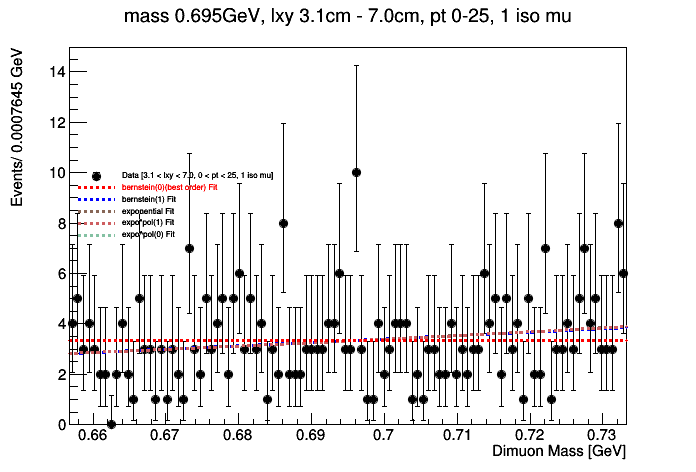 mass 0.695GeV, lxy 3.1cm - 7.0cm, pt 0-25, 1 iso mu
Events/ 0.0007645 GeV
14
12
10
8
6
4
2
0
Data [3.1 < lxy < 7.0, 0 < pt < 25, 1 iso mu]
bernstein(0)(best order) Fit
bernstein(1) Fit
exponential Fit
expo*pol(1) Fit
expo*pol(0) Fit
0.66 0.67 0.68 0.69 0.7 0.71 0.72 0.73
Dimuon Mass [GeV]